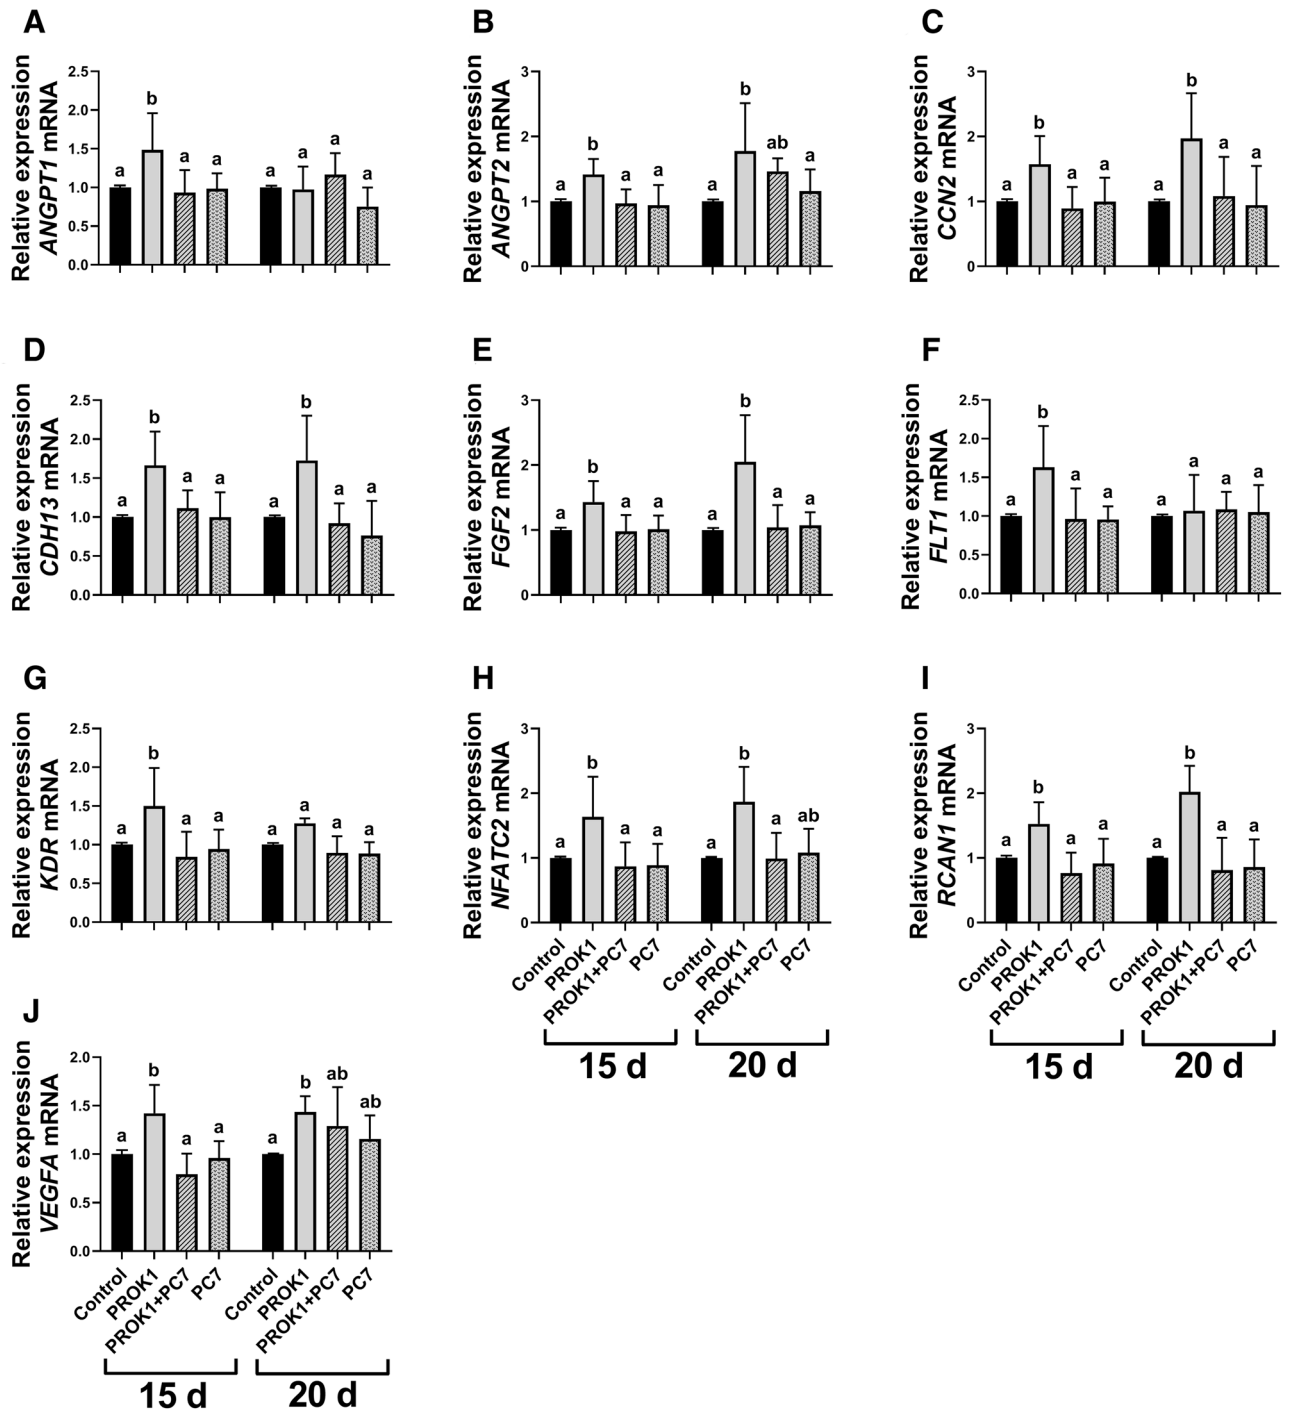 A
Relative expression
ANGPT1 mRNA
2.5
2.0
1.5
1.0
0.5
0.0
a b a a a a a a
B
Relative expression
ANGPT2 mRNA
3
2
1
0
a b a a a b ab a
C
Relative expression
CCN2 mRNA
3
2
1
0
a b a a a b a a
D
Relative expression
CDH13 mRNA
2.5
2.0
1.5
1.0
0.5
0.0
a b a a a b a a
E
Relative expression
FGF2 mRNA
3
2
1
0
a b a a a b a a
F
Relative expression
FLT1 mRNA
2.5
2.0
1.5
1.0
0.5
0.0
a b a a a a a a
G
Relative expression
KDR mRNA
2.5
2.0
1.5
1.0
0.5
0.0
a b a a a a a a
H
Relative expression
NFATC2 mRNA
3
2
1
0
a b a a a b a ab
Control
PROK1
PROK1+PC7
PC7
Control
PROK1
PROK1+PC7
PC7
15 d
20 d
I
Relative expression
RCAN1 mRNA
3
2
1
0
a b a a a b a a
Control
PROK1
PROK1+PC7
PC7
Control
PROK1
PROK1+PC7
PC7
15 d
20 d
J
Relative expression
VEGFA mRNA
2.0
1.5
1.0
0.5
0.0
a b a a a b ab ab
Control
PROK1
PROK1+PC7
PC7
Control
PROK1
PROK1+PC7
PC7
15 d
20 d